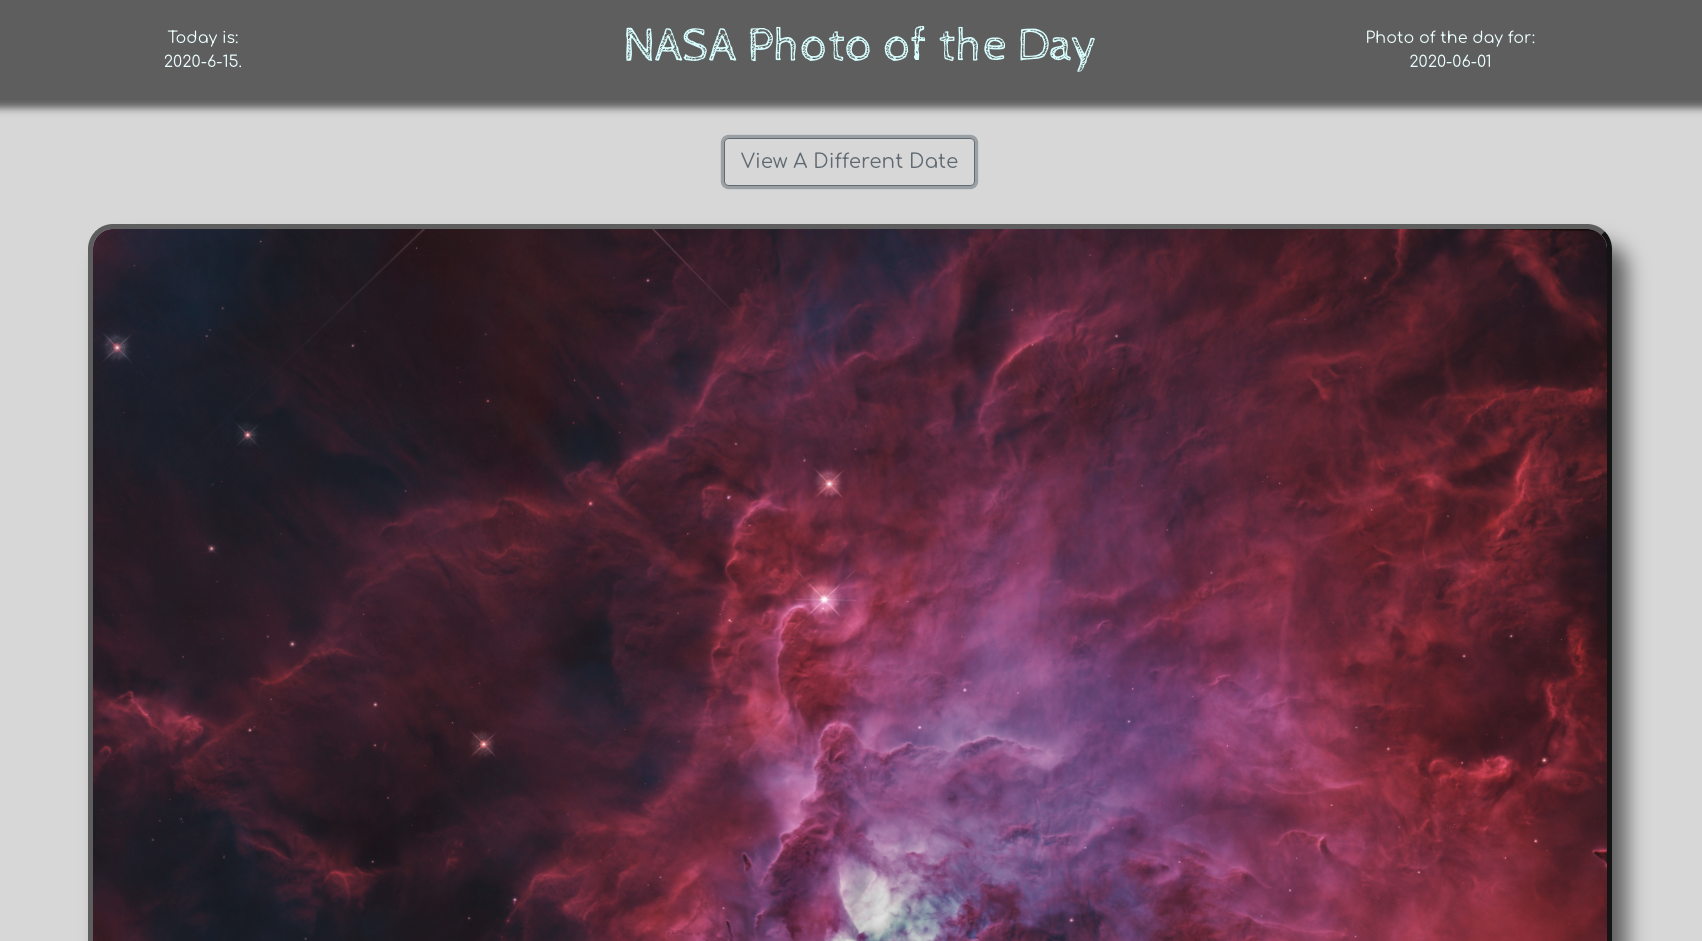 Today is:
2020-6-15.
NASA Photo of the Day
Photo of the day for:
2020-06-01
View A Different Date